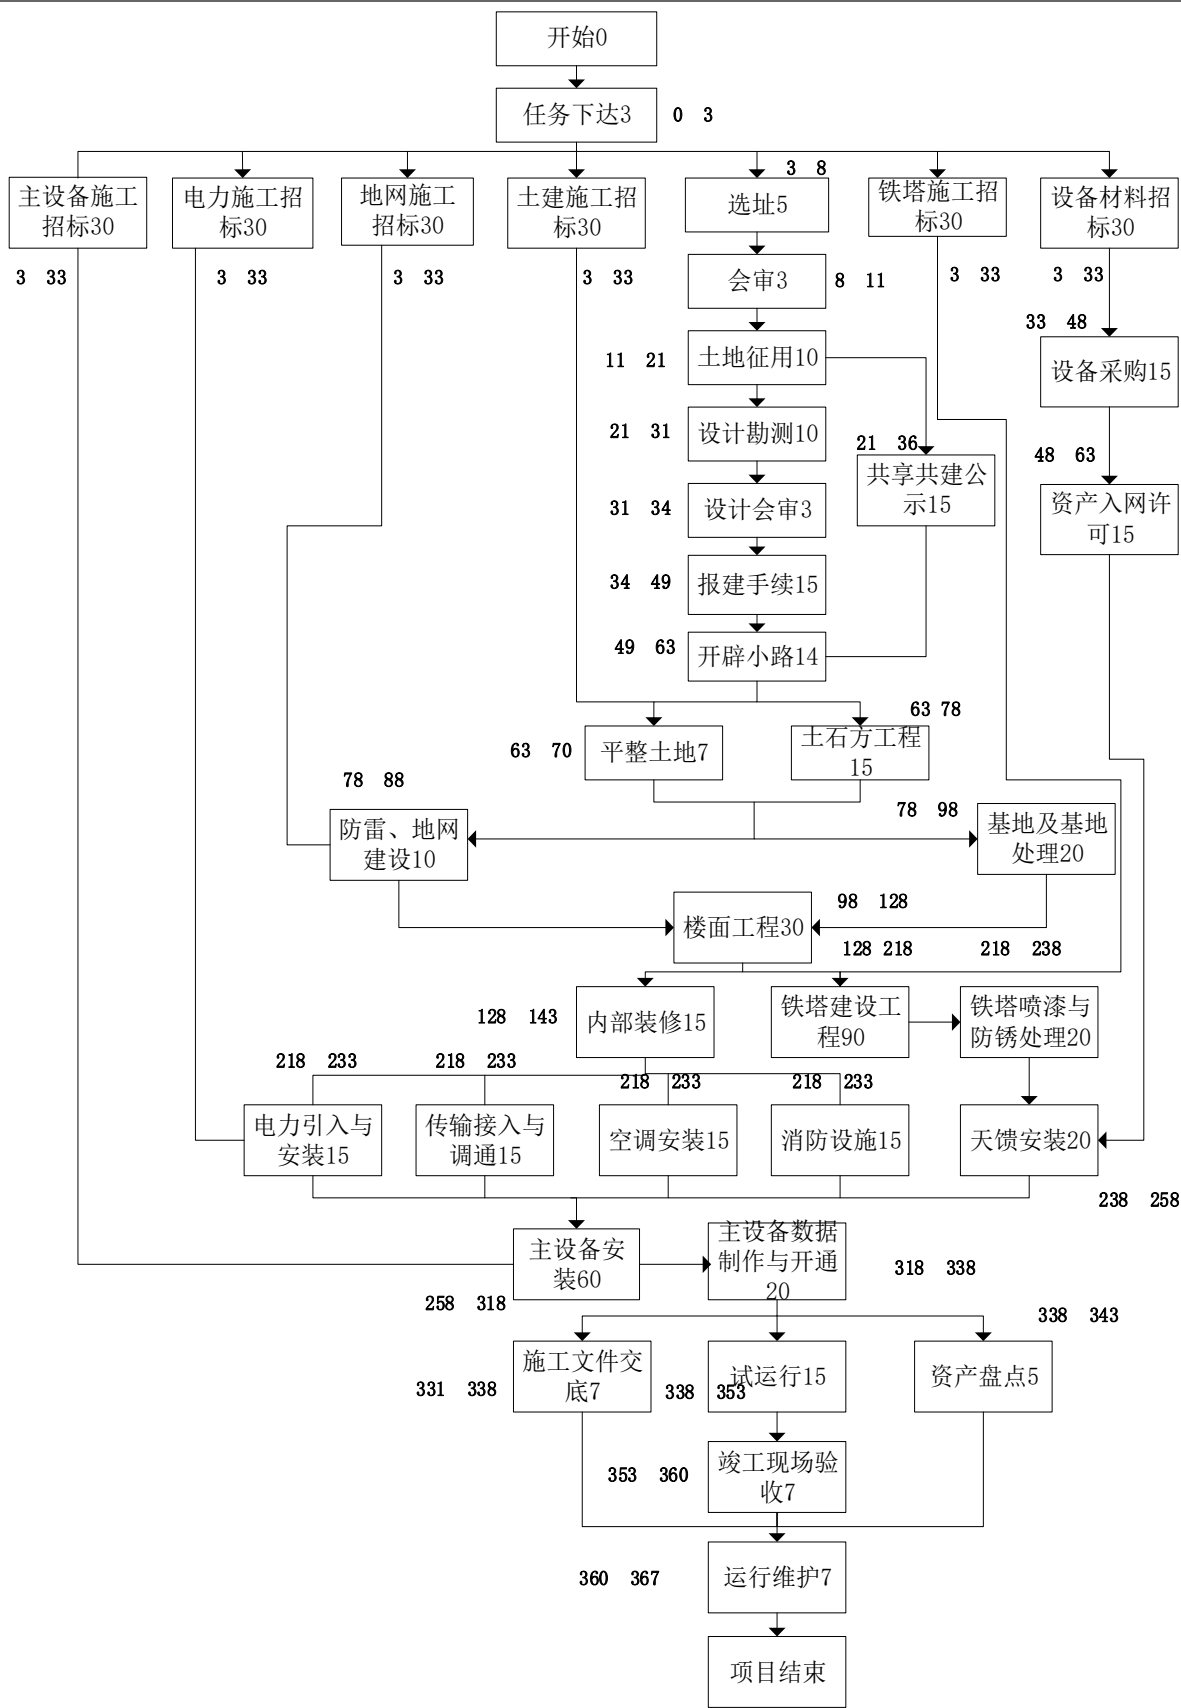 开始0
任务下达3
0 3
3 8
主设备施工
招标30
电力施工招
标30
地网施工
招标30
土建施工招
标30
选址5
铁塔施工招
标30
设备材料招
标30
3 33
3 33
3 33
3 33
会审3
8 11
3 33
3 33
33 48
11 21
土地征用10
设备采购15
21 31
设计勘测10
21 36
48 63
共享共建公
示15
31 34
设计会审3
资产入网许
可15
34 49
报建手续15
49 63
开辟小路14
63 78
63 70
平整土地7
土石方工程
15
78 88
78 98
防雷、地网
建设10
基地及基地
处理20
98 128
楼面工程30
128 218
218 238
128 143
内部装修15
铁塔建设工
程90
铁塔喷漆与
防锈处理20
218 233
218 233
218 233
218 233
电力引入与
安装15
传输接入与
调通15
空调安装15
消防设施15
天馈安装20
238 258
主设备安
装60
主设备数据
制作与开通
20
318 338
258 318
338 343
施工文件交
底7
331 338
试运行15
338 353
资产盘点5
353 360
竣工现场验
收7
360 367
运行维护7
项目结束